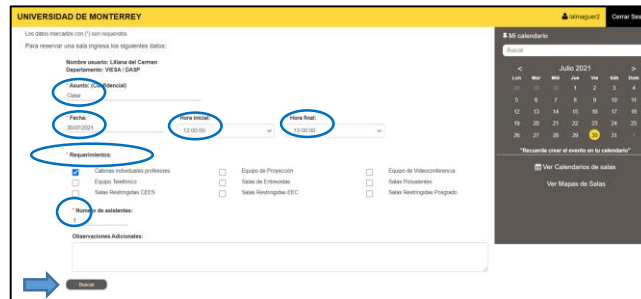 UNIVERSIDAD DE MONTERREY
lalmaguer2
Cerrar Ses
Los datos marcados con (*) son requeridos.
Para reservar una sala ingresa los siguientes datos:
Nombre usuario: Liliana del Carmen
Departamento: VIESA / DASP
* Asunto: (Confidencial)
Clase
* Fecha:
Hora inicial:
Hora final:
30/07/2021
12:00:00
13:00:00
* Requerimientos:
Cabinas individuales profesores
Equipo de Proyección
Equipo de Videoconferencia
Equipo Telefónico
Salas de Entrevistas
Salas Polivalentes
Salas Restringidas CEES
Salas Restringidas EEC
Salas Restringidas Posgrado
* Número de asistentes:
1
Observaciones Adicionales:
Buscar
Mi calendario
Buscar
< Julio 2021 >
Lun Mar Mié Jue Vie Sáb Dom
28 29 30 1 2 3 4
5 6 7 8 9 10 11
12 13 14 15 16 17 18
19 20 21 22 23 24 25
26 27 28 29 30 31 1
"Recuerda crear el evento en tu calendario"
Ver Calendarios de salas
Ver Mapas de Salas